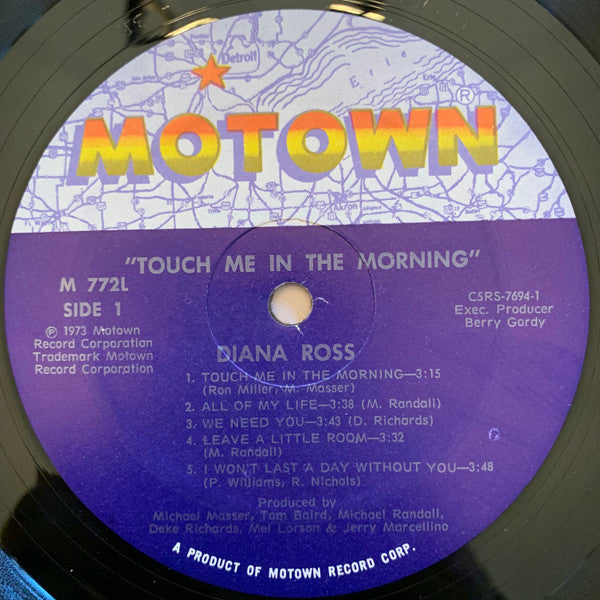 Detroit
Erie
MOTOWN®
Akron
"TOUCH ME IN THE MORNING"
M 772L
SIDE 1
C5RS-7694-1
Exec. Producer
Berry Gordy
℗ 1973 Motown
Record Corporation
Trademark Motown
Record Corporation
DIANA ROSS
1. TOUCH ME IN THE MORNING—3:15
(Ron Miller, M. Masser)
2. ALL OF MY LIFE—3:38 (M. Randall)
3. WE NEED YOU—3:43 (D. Richards)
4. LEAVE A LITTLE ROOM—3:32
(M. Randall)
5. I WON'T LAST A DAY WITHOUT YOU—3:48
(P. Williams, R. Nichols)
Produced by
Michael Masser, Tom Baird, Michael Randall,
Deke Richards, Mel Larson & Jerry Marcellino
A PRODUCT OF MOTOWN RECORD CORP.